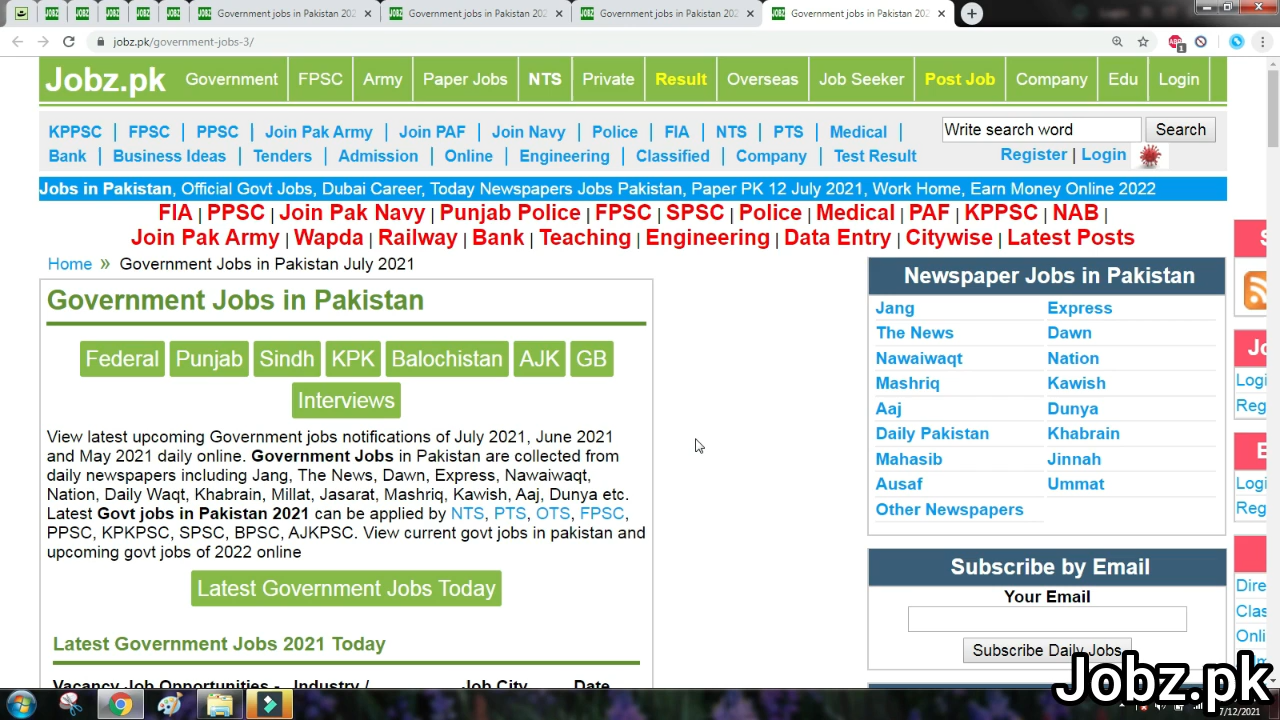 Government jobs in Pakistan 202
Government jobs in Pakistan 202
Government jobs in Pakistan 202
Government jobs in Pakistan 202
jobz.pk/government-jobs-3/
Jobz.pk Government FPSC Army Paper Jobs NTS Private Result Overseas Job Seeker Post Job Company Edu Login
KPPSC | FPSC | PPSC | Join Pak Army | Join PAF | Join Navy | Police | FIA | NTS | PTS | Medical |
Write search word Search
Bank | Business Ideas | Tenders | Admission | Online | Engineering | Classified | Company | Test Result
Register | Login
Jobs in Pakistan, Official Govt Jobs, Dubai Career, Today Newspapers Jobs Pakistan, Paper PK 12 July 2021, Work Home, Earn Money Online 2022
FIA | PPSC | Join Pak Navy | Punjab Police | FPSC | SPSC | Police | Medical | PAF | KPPSC | NAB |
Join Pak Army | Wapda | Railway | Bank | Teaching | Engineering | Data Entry | Citywise | Latest Posts
Home » Government Jobs in Pakistan July 2021
Government Jobs in Pakistan
Federal Punjab Sindh KPK Balochistan AJK GB
Interviews
View latest upcoming Government jobs notifications of July 2021, June 2021
and May 2021 daily online. Government Jobs in Pakistan are collected from
daily newspapers including Jang, The News, Dawn, Express, Nawaiwaqt,
Nation, Daily Waqt, Khabrain, Millat, Jasarat, Mashriq, Kawish, Aaj, Dunya etc.
Latest Govt jobs in Pakistan 2021 can be applied by NTS, PTS, OTS, FPSC,
PPSC, KPKPSC, SPSC, BPSC, AJKPSC. View current govt jobs in pakistan and
upcoming govt jobs of 2022 online
Latest Government Jobs Today
Latest Government Jobs 2021 Today
Vacancy Job Opportunities - Industry / Job City Date
Newspaper Jobs in Pakistan
Jang Express
The News Dawn
Nawaiwaqt Nation
Mashriq Kawish
Aaj Dunya
Daily Pakistan Khabrain
Mahasib Jinnah
Ausaf Ummat
Other Newspapers
Subscribe by Email
Your Email
Subscribe Daily Jobs
S
Jo
Logi
Reg
E
Logi
Reg
Dire
Clas
Onli
Jobz.pk
7/12/2021